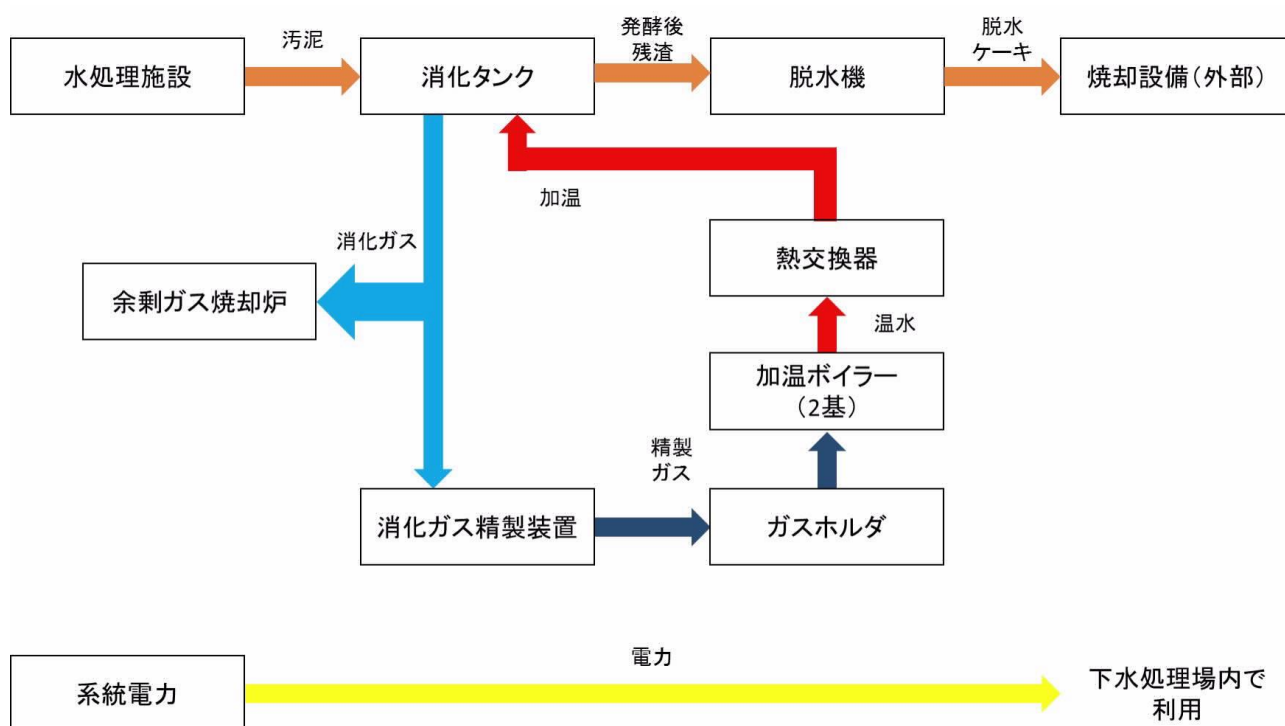 汚泥
発酵後
残渣
脱水
ケーキ
水処理施設
消化タンク
脱水機
焼却設備（外部）
加温
消化ガス
熱交換器
余剰ガス焼却炉
温水
加温ボイラー
（2基）
精製
ガス
消化ガス精製装置
ガスホルダ
電力
系統電力
下水処理場内で
利用